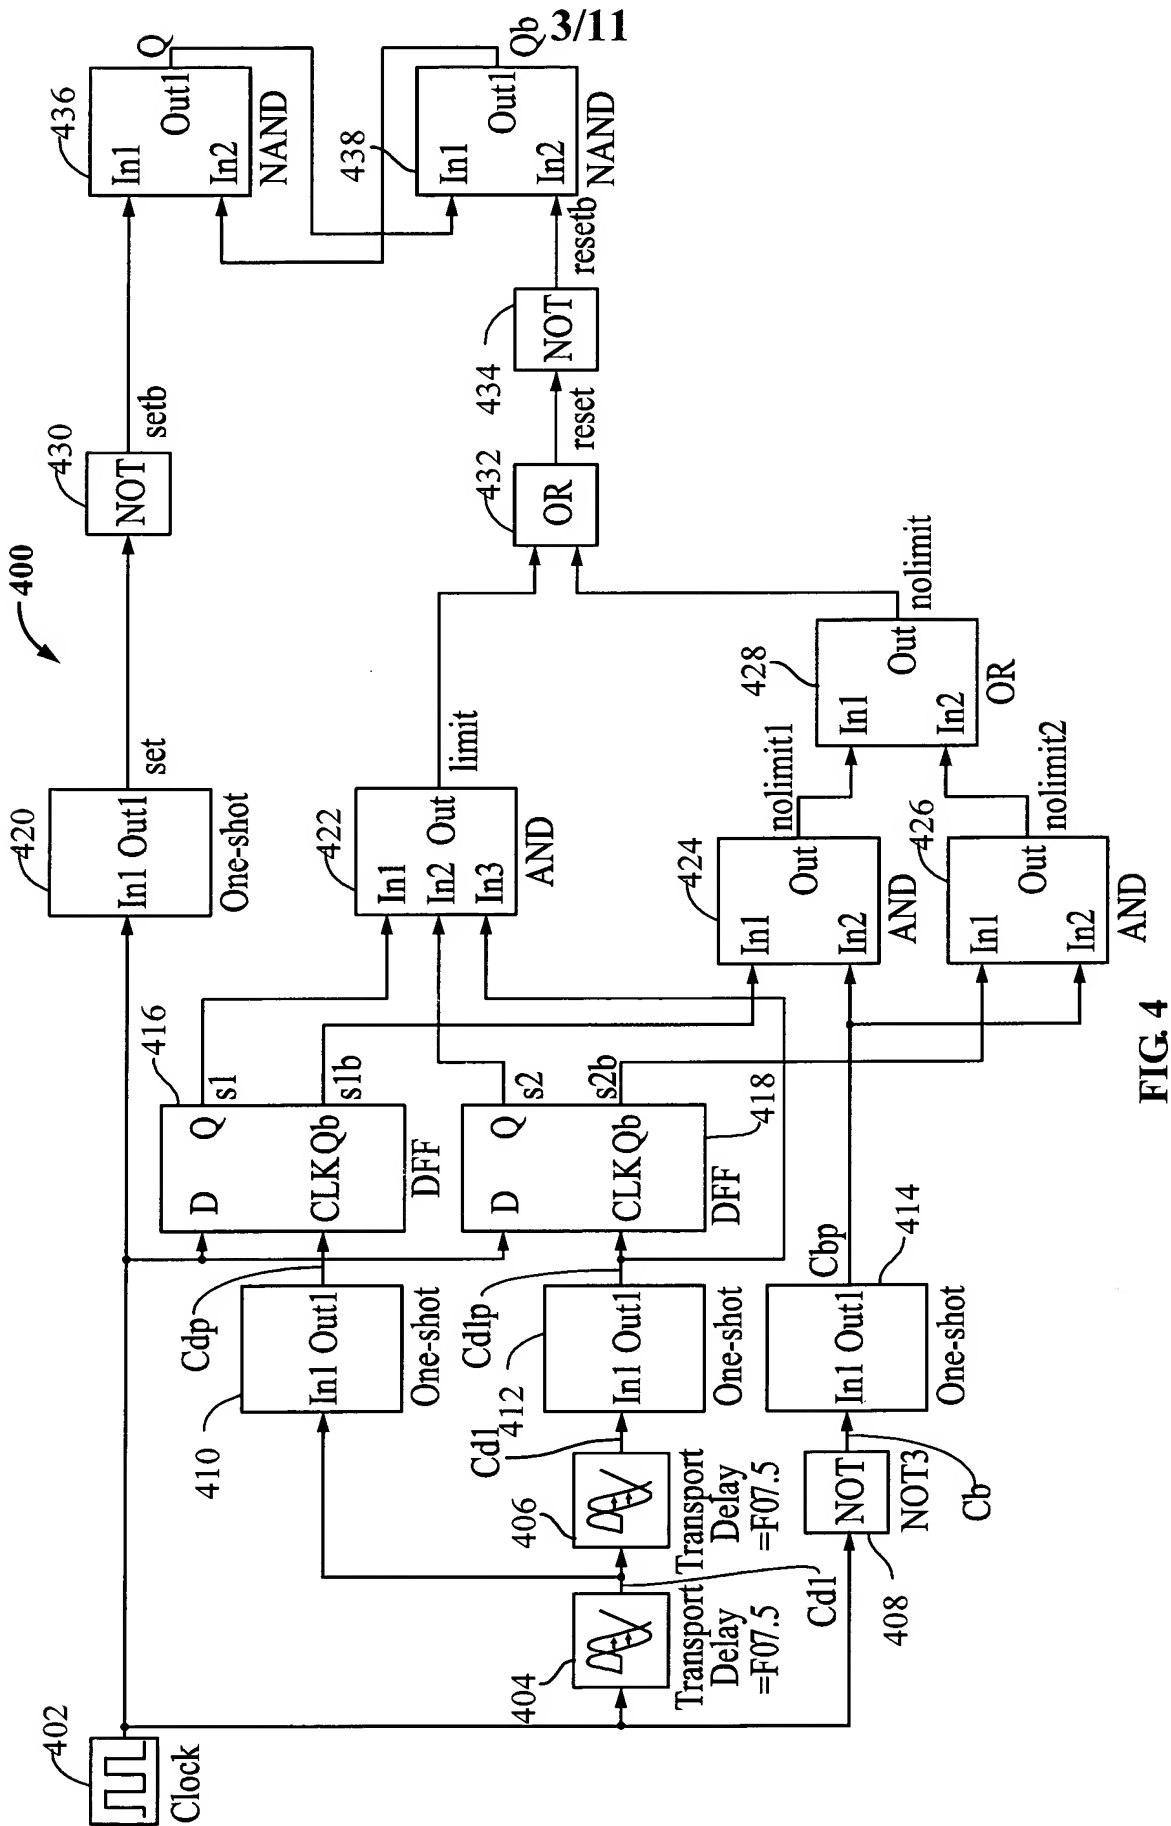 3/11
400
402
Clock
404
Transport
Delay
=F07.5
Cd1
406
Transport
Delay
=F07.5
Cd1
408
NOT
NOT3
Cb
410
In1 Out1
One-shot
Cdp
412
In1 Out1
One-shot
Cdlp
414
In1 Out1
One-shot
Cbp
416
D
Q
CLK Qb
DFF
s1
s1b
418
D
Q
CLK Qb
DFF
s2
s2b
420
In1 Out1
One-shot
set
422
In1
In2 Out
In3
AND
limit
424
In1
Out
In2
AND
nolimit1
426
In1
Out
In2
AND
nolimit2
428
In1
Out
In2
OR
nolimit
430
NOT
setb
432
OR
reset
434
NOT
resetb
436
In1
Out1
In2
NAND
Q
438
In1
Out1
In2
NAND
Qb
FIG. 4